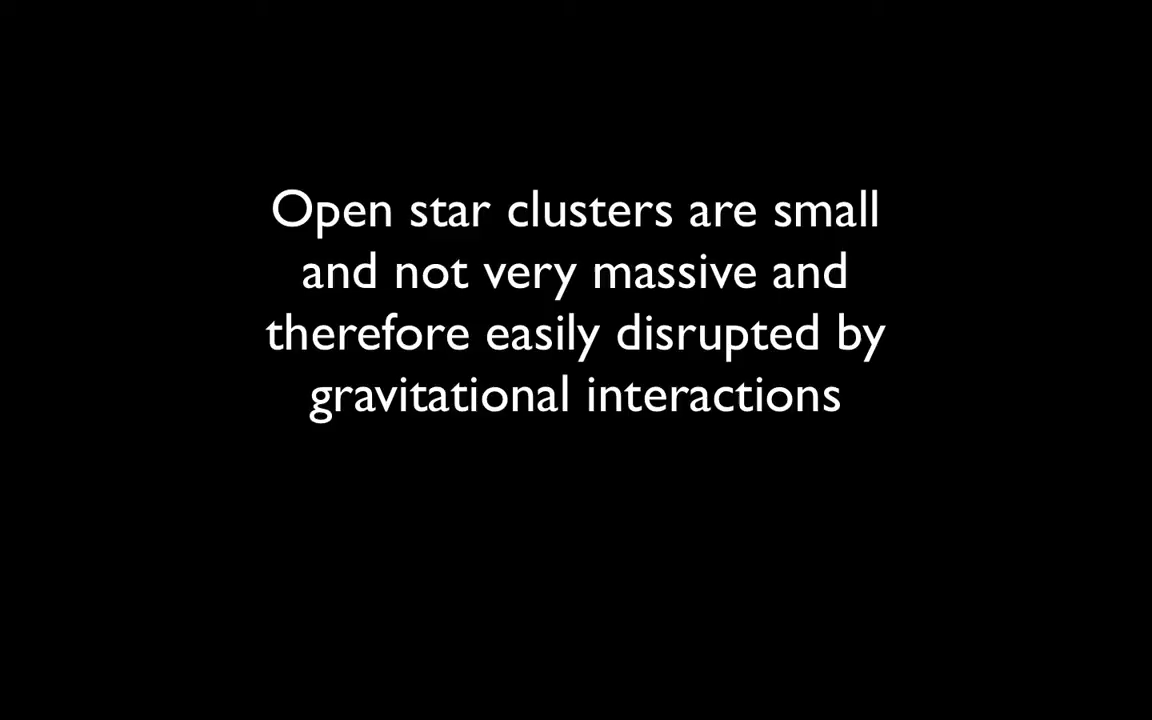 Open star clusters are small
and not very massive and
therefore easily disrupted by
gravitational interactions